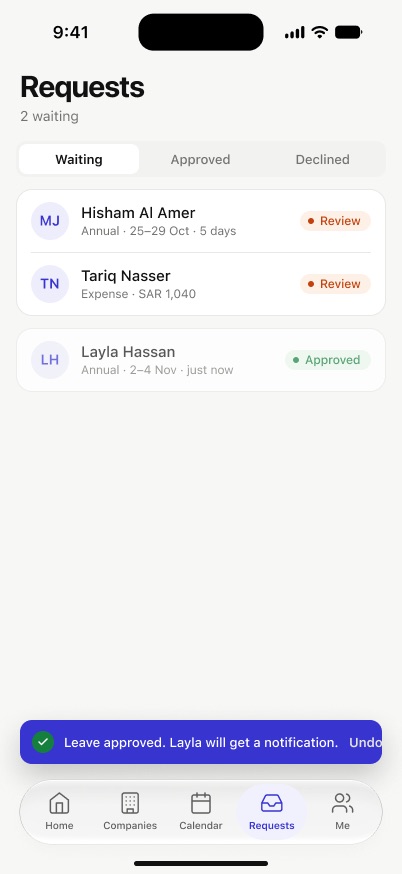 9:41
Requests
2 waiting
Waiting Approved Declined
MJ
Hisham Al Amer
Annual · 25–29 Oct · 5 days
Review
TN
Tariq Nasser
Expense · SAR 1,040
Review
LH
Layla Hassan
Annual · 2–4 Nov · just now
Approved
Leave approved. Layla will get a notification. Undo
Home Companies Calendar Requests Me